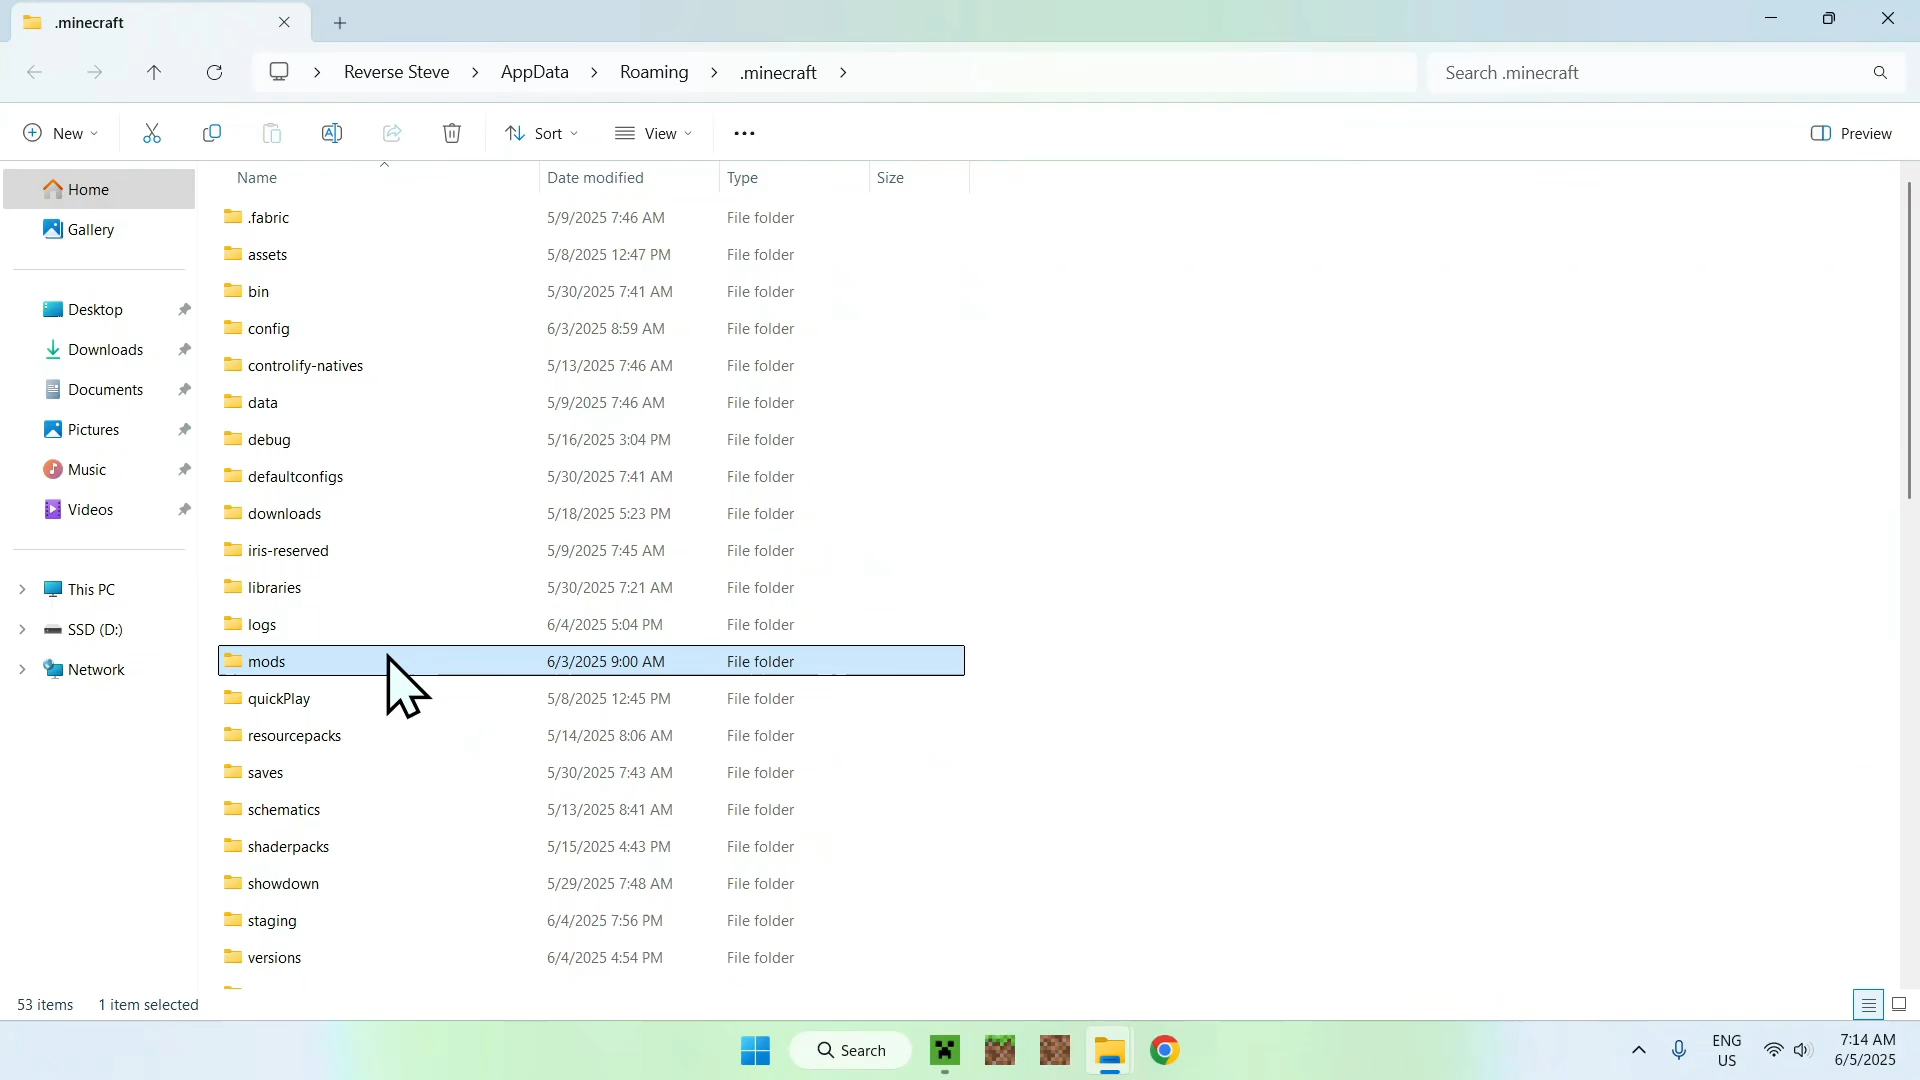 .minecraft
Reverse Steve AppData Roaming .minecraft Search .minecraft
New Sort View Preview
Name Date modified Type Size
Home
Gallery
Desktop
Downloads
Documents
Pictures
Music
Videos
This PC
SSD (D:)
Network
.fabric 5/9/2025 7:46 AM File folder
assets 5/8/2025 12:47 PM File folder
bin 5/30/2025 7:41 AM File folder
config 6/3/2025 8:59 AM File folder
controlify-natives 5/13/2025 7:46 AM File folder
data 5/9/2025 7:46 AM File folder
debug 5/16/2025 3:04 PM File folder
defaultconfigs 5/30/2025 7:41 AM File folder
downloads 5/18/2025 5:23 PM File folder
iris-reserved 5/9/2025 7:45 AM File folder
libraries 5/30/2025 7:21 AM File folder
logs 6/4/2025 5:04 PM File folder
mods 6/3/2025 9:00 AM File folder
quickPlay 5/8/2025 12:45 PM File folder
resourcepacks 5/14/2025 8:06 AM File folder
saves 5/30/2025 7:43 AM File folder
schematics 5/13/2025 8:41 AM File folder
shaderpacks 5/15/2025 4:43 PM File folder
showdown 5/29/2025 7:48 AM File folder
staging 6/4/2025 7:56 PM File folder
versions 6/4/2025 4:54 PM File folder
53 items 1 item selected
Search
ENG
US
7:14 AM
6/5/2025